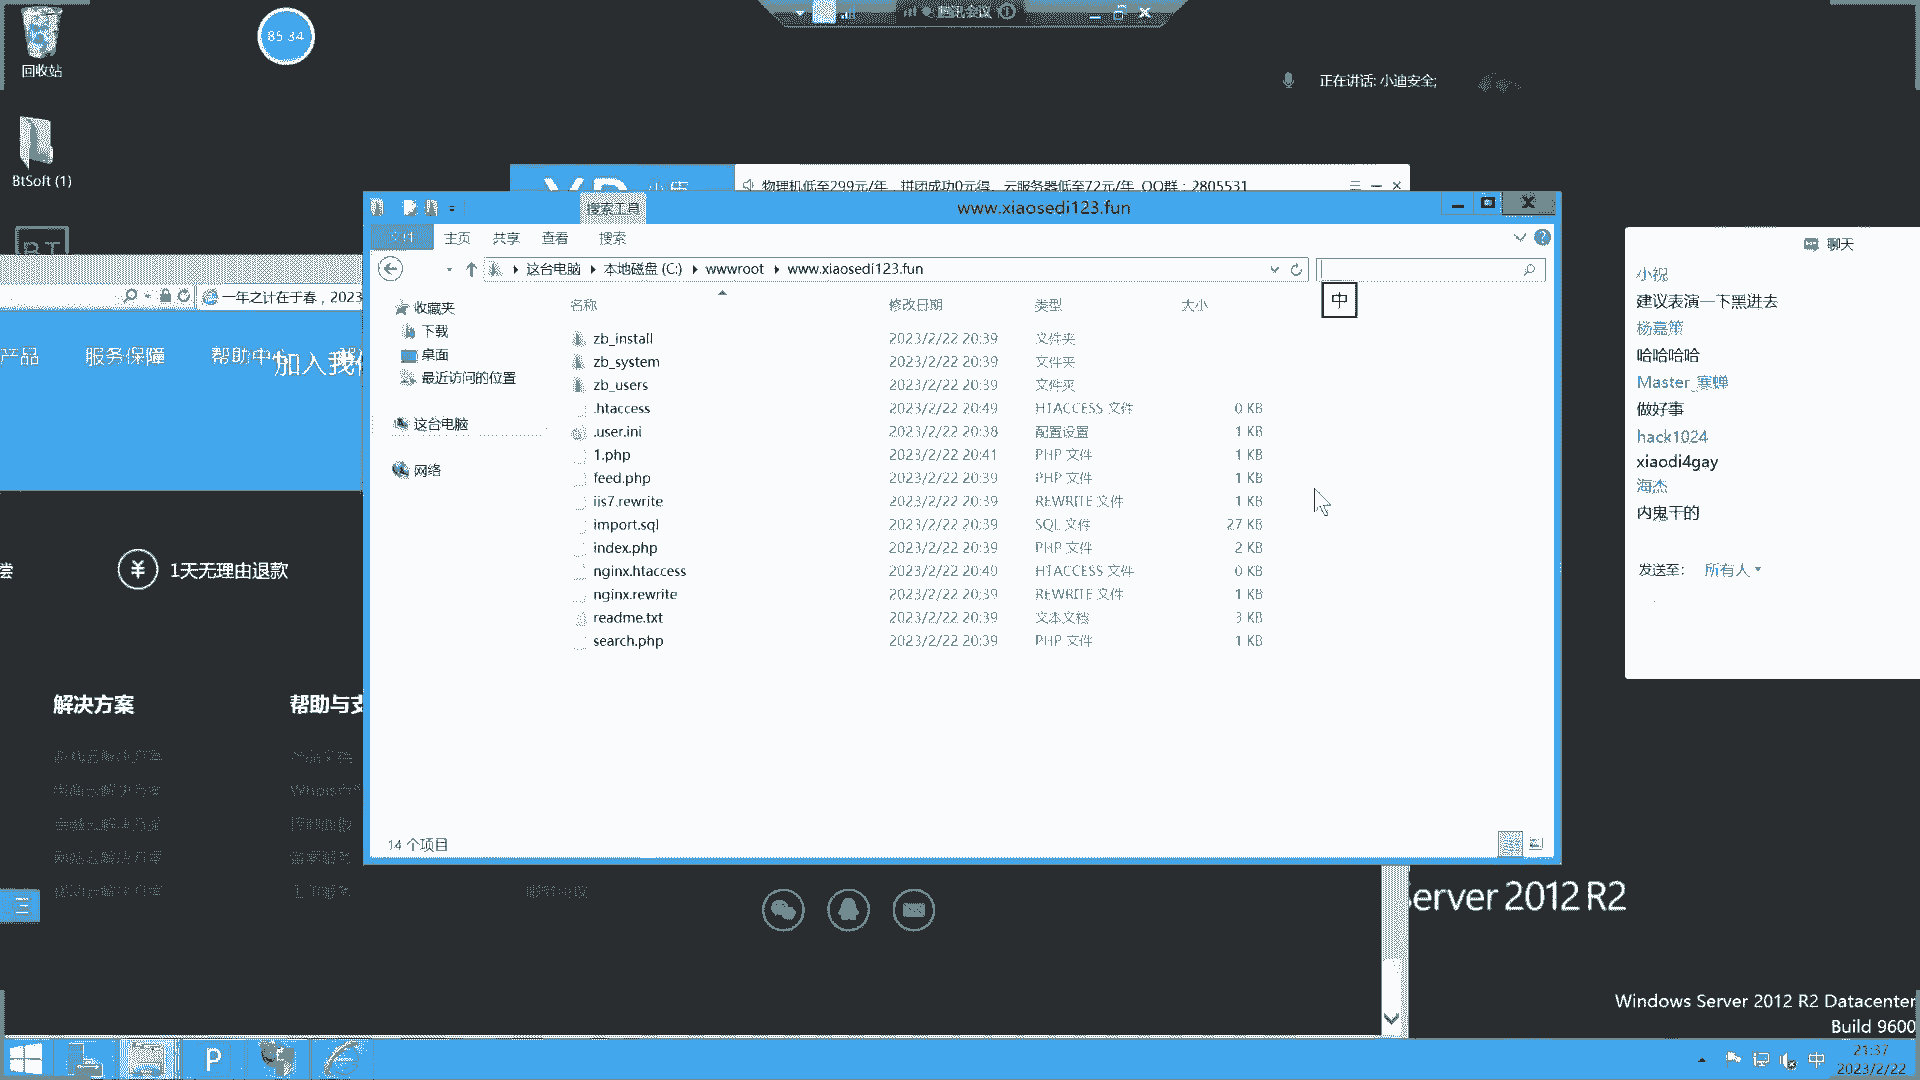 回收站
85 34
腾讯会议
正在讲话: 小迪安全;
BtSoft (1)
物理机低至299元/年，拼团成功0元得、云服务器低至72元/年 QQ群：2805531
搜索工具
www.xiaosedi123.fun
主页 共享 查看 搜索
这台电脑 本地磁盘 (C:) wwwroot www.xiaosedi123.fun
中
名称 修改日期 类型 大小
收藏夹
下载
桌面
最近访问的位置
这台电脑
网络
zb_install 2023/2/22 20:39 文件夹
zb_system 2023/2/22 20:39 文件夹
zb_users 2023/2/22 20:39 文件夹
.htaccess 2023/2/22 20:49 HTACCESS 文件 0 KB
.user.ini 2023/2/22 20:38 配置设置 1 KB
1.php 2023/2/22 20:41 PHP 文件 1 KB
feed.php 2023/2/22 20:39 PHP 文件 1 KB
iis7.rewrite 2023/2/22 20:39 REWRITE 文件 1 KB
import.sql 2023/2/22 20:39 SQL 文件 27 KB
index.php 2023/2/22 20:39 PHP 文件 2 KB
nginx.htaccess 2023/2/22 20:49 HTACCESS 文件 0 KB
nginx.rewrite 2023/2/22 20:39 REWRITE 文件 1 KB
readme.txt 2023/2/22 20:39 文本文档 3 KB
search.php 2023/2/22 20:39 PHP 文件 1 KB
14 个项目
一年之计在于春，2023
产品 服务保障 帮助中心
加入我们
1天无理由退款
解决方案 帮助与支
聊天
小祝
建议表演一下黑进去
杨嘉策
哈哈哈哈
Master_寒蝉
做好事
hack1024
xiaodi4gay
海杰
内鬼干的
发送至： 所有人
Server 2012 R2
Windows Server 2012 R2 Datacenter
Build 9600
中
21:37
2023/2/22